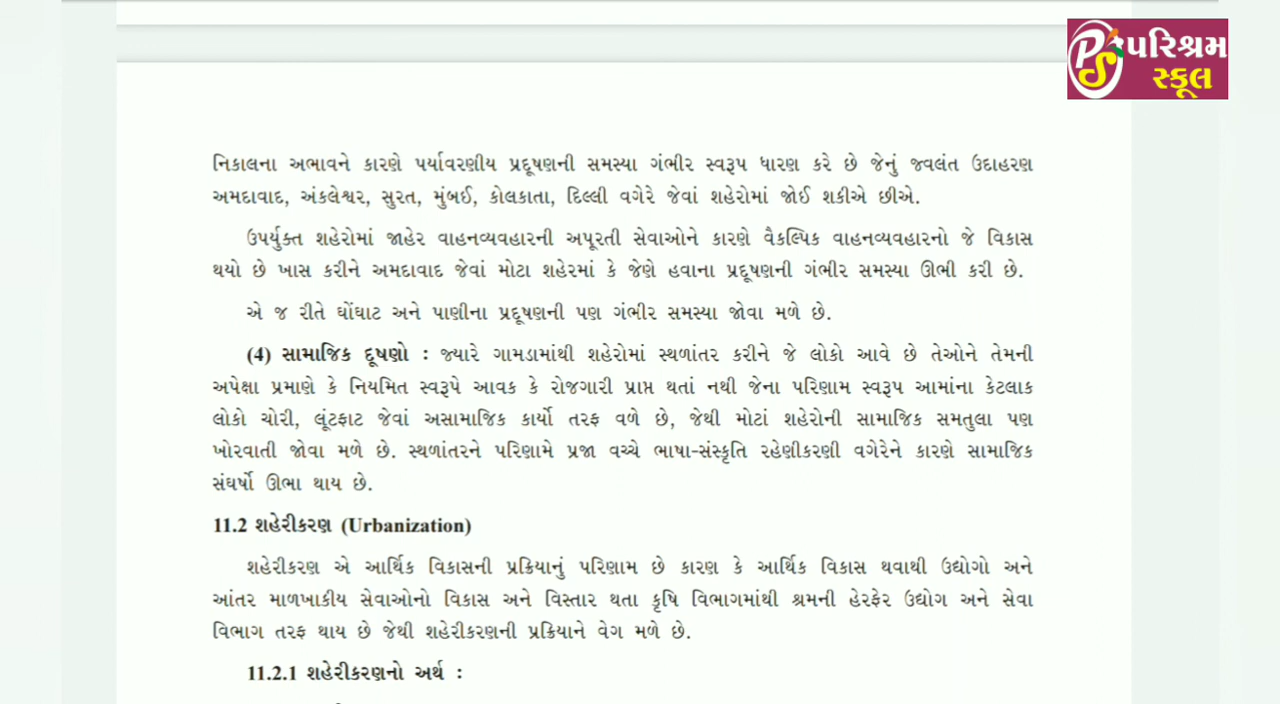 PS પરિશ્રમ
સ્કૂલ
નિકાલના અભાવને કારણે પર્યાવરણીય પ્રદૂષણની સમસ્યા ગંભીર સ્વરૂપ ધારણ કરે છે જેનું જ્વલંત ઉદાહરણ
અમદાવાદ, અંકલેશ્વર, સુરત, મુંબઈ, કોલકાતા, દિલ્લી વગેરે જેવાં શહેરોમાં જોઈ શકીએ છીએ.
ઉપર્યુક્ત શહેરોમાં જાહેર વાહનવ્યવહારની અપૂરતી સેવાઓને કારણે વૈકલ્પિક વાહનવ્યવહારનો જે વિકાસ
થયો છે ખાસ કરીને અમદાવાદ જેવાં મોટા શહેરમાં કે જેણે હવાના પ્રદૂષણની ગંભીર સમસ્યા ઊભી કરી છે.
એ જ રીતે ઘોંઘાટ અને પાણીના પ્રદૂષણની પણ ગંભીર સમસ્યા જોવા મળે છે.
(4) સામાજિક દૂષણો : જ્યારે ગામડામાંથી શહેરોમાં સ્થળાંતર કરીને જે લોકો આવે છે તેઓને તેમની
અપેક્ષા પ્રમાણે કે નિયમિત સ્વરૂપે આવક કે રોજગારી પ્રાપ્ત થતાં નથી જેના પરિણામ સ્વરૂપ આમાંના કેટલાક
લોકો ચોરી, લૂંટફાટ જેવાં અસામાજિક કાર્યો તરફ વળે છે, જેથી મોટાં શહેરોની સામાજિક સમતુલા પણ
ખોરવાતી જોવા મળે છે. સ્થળાંતરને પરિણામે પ્રજા વચ્ચે ભાષા-સંસ્કૃતિ રહેણીકરણી વગેરેને કારણે સામાજિક
સંઘર્ષો ઊભા થાય છે.
11.2 શહેરીકરણ (Urbanization)
શહેરીકરણ એ આર્થિક વિકાસની પ્રક્રિયાનું પરિણામ છે કારણ કે આર્થિક વિકાસ થવાથી ઉદ્યોગો અને
આંતર માળખાકીય સેવાઓનો વિકાસ અને વિસ્તાર થતા કૃષિ વિભાગમાંથી શ્રમની હેરફેર ઉદ્યોગ અને સેવા
વિભાગ તરફ થાય છે જેથી શહેરીકરણની પ્રક્રિયાને વેગ મળે છે.
11.2.1 શહેરીકરણનો અર્થ :